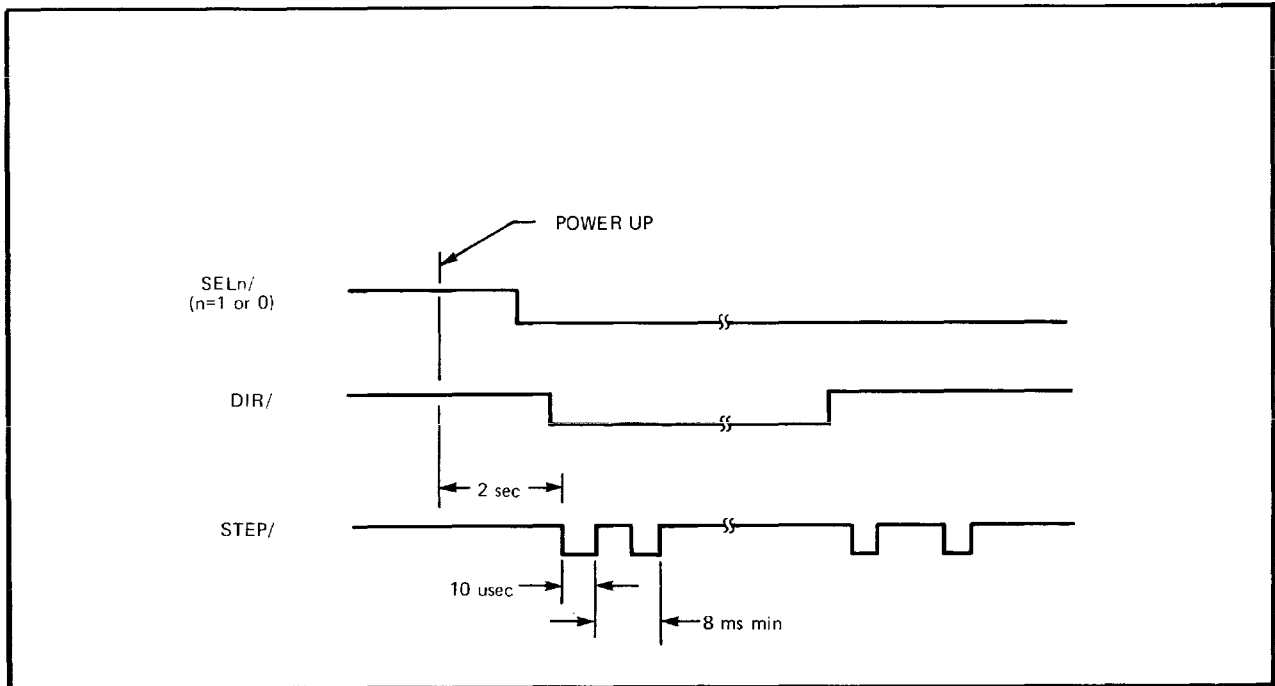 POWER UP
SELn/
(n=1 or 0)
DIR/
2 sec
STEP/
10 usec
8 ms min